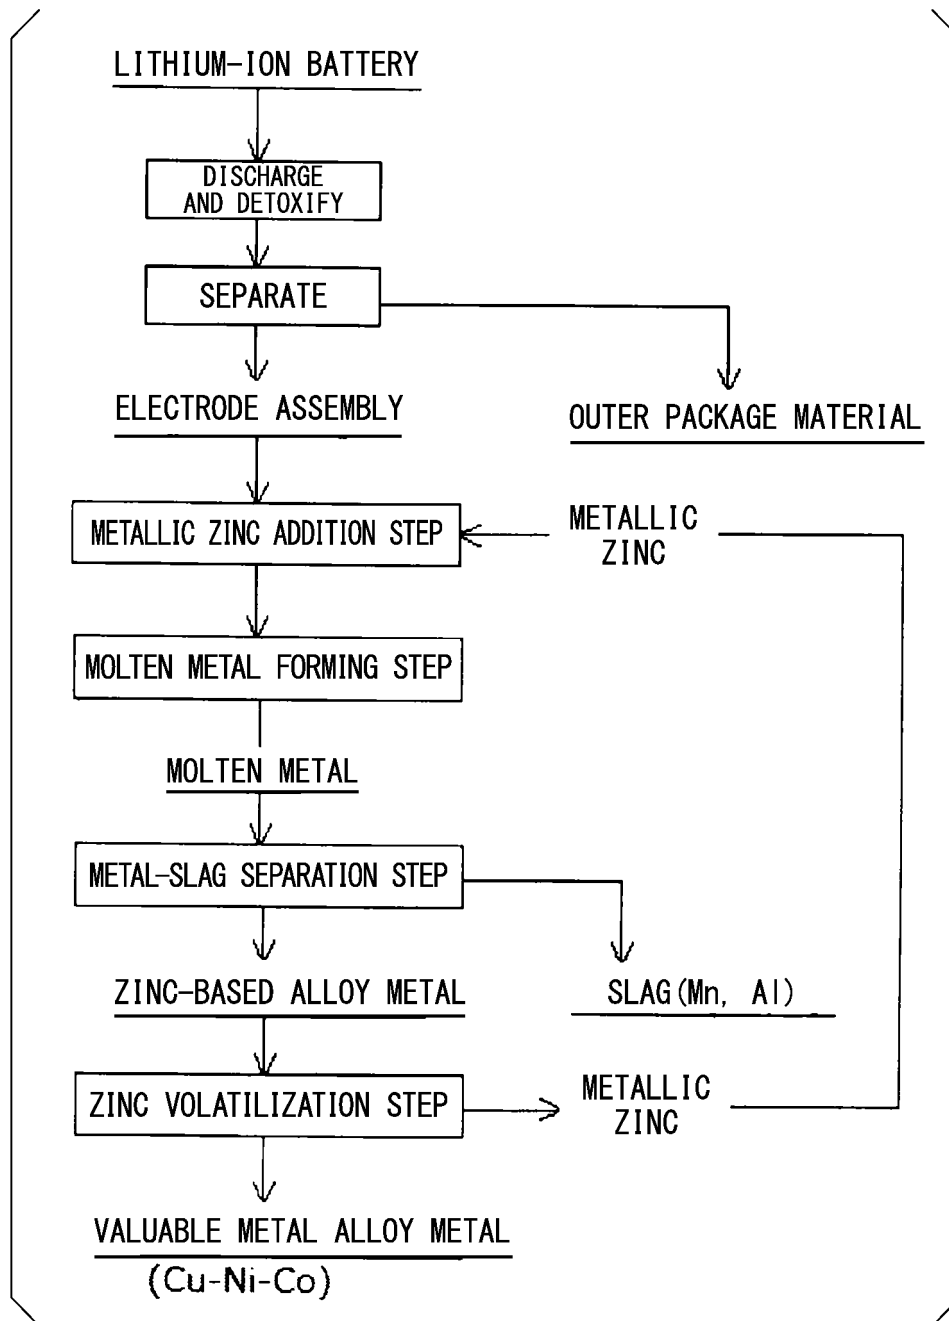 LITHIUM-ION BATTERY
DISCHARGE
AND DETOXIFY
SEPARATE
ELECTRODE ASSEMBLY
OUTER PACKAGE MATERIAL
METALLIC ZINC ADDITION STEP
METALLIC
ZINC
MOLTEN METAL FORMING STEP
MOLTEN METAL
METAL-SLAG SEPARATION STEP
ZINC-BASED ALLOY METAL
SLAG(Mn, Al)
ZINC VOLATILIZATION STEP
METALLIC
ZINC
VALUABLE METAL ALLOY METAL
(Cu-Ni-Co)